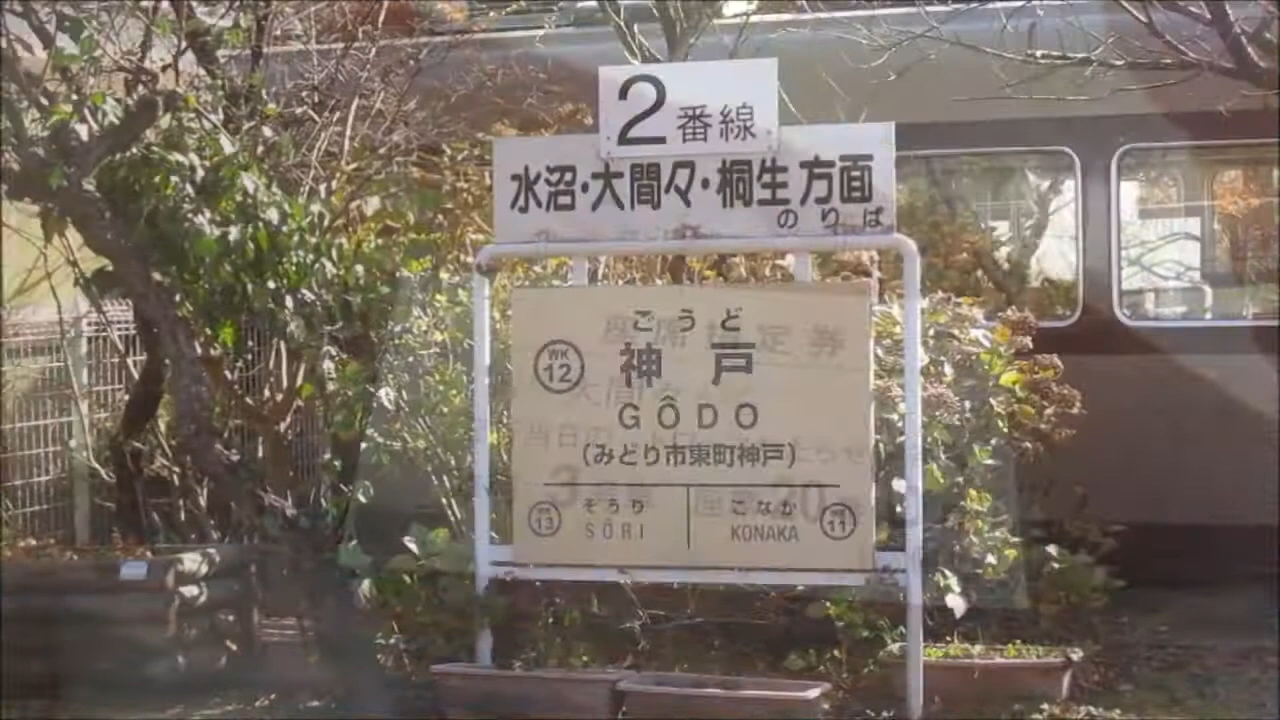 2番線
水沼・大間々・桐生方面
のりば
ごうど
WK
12
神戸
GÔDO
(みどり市東町神戸)
13
そうり
SÔRI
こなか
KONAKA
11